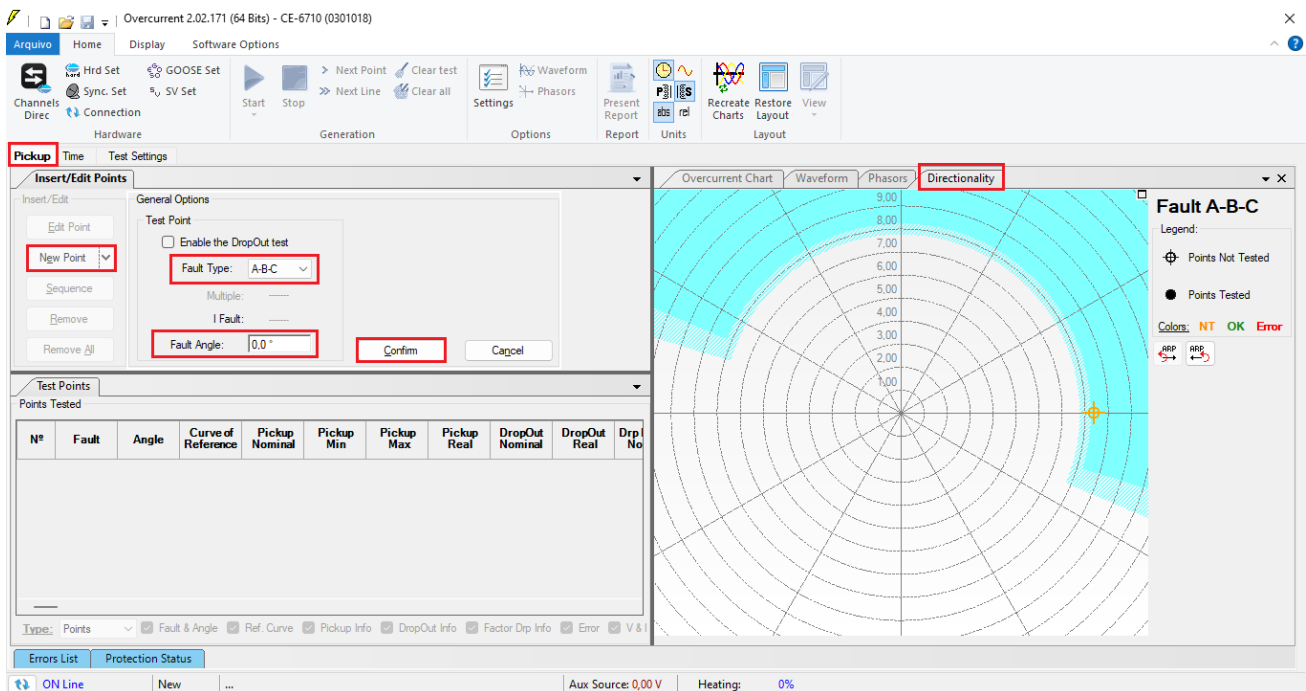 Overcurrent 2.02.171 (64 Bits) - CE-6710 (0301018)
Arquivo Home Display Software Options
Channels Direc
Hrd Set
Sync. Set
Connection
GOOSE Set
SV Set
Hardware
Start Stop
Next Point
Next Line
Clear test
Clear all
Generation
Settings
Waveform
Phasors
Options
Present Report
Report
abs rel
Units
Recreate Charts
Restore Layout
View
Layout
Pickup Time Test Settings
Insert/Edit Points
Insert/Edit
Edit Point
New Point
Sequence
Remove
Remove All
General Options
Test Point
Enable the DropOut test
Fault Type: A-B-C
Multiple: ----
I Fault: ----
Fault Angle: 0,0 °
Confirm Cancel
Test Points
Points Tested
Nº Fault Angle Curve of Reference Pickup Nominal Pickup Min Pickup Max Pickup Real DropOut Nominal DropOut Real Drp No
Type: Points Fault & Angle Ref. Curve Pickup Info DropOut Info Factor Drp Info Error V & I
Overcurrent Chart Waveform Phasors Directionality
9,00
8,00
7,00
6,00
5,00
4,00
3,00
2,00
1,00
Fault A-B-C
Legend:
Points Not Tested
Points Tested
Colors: NT OK Error
ARP ARP
Errors List Protection Status
ON Line New ... Aux Source: 0,00 V Heating: 0%